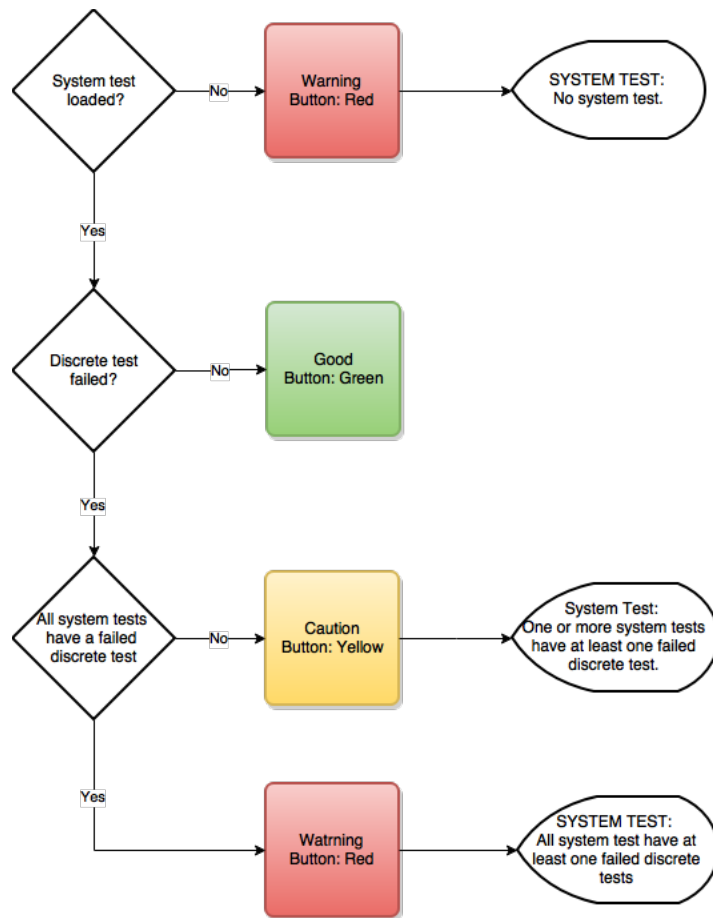 System test
loaded?
No
Warning
Button: Red
SYSTEM TEST:
No system test.
Yes
Discrete test
failed?
No
Good
Button: Green
Yes
All system tests
have a failed
discrete test
No
Caution
Button: Yellow
System Test:
One or more system tests
have at least one failed
discrete test.
Yes
Watrning
Button: Red
SYSTEM TEST:
All system test have at
least one failed discrete
tests